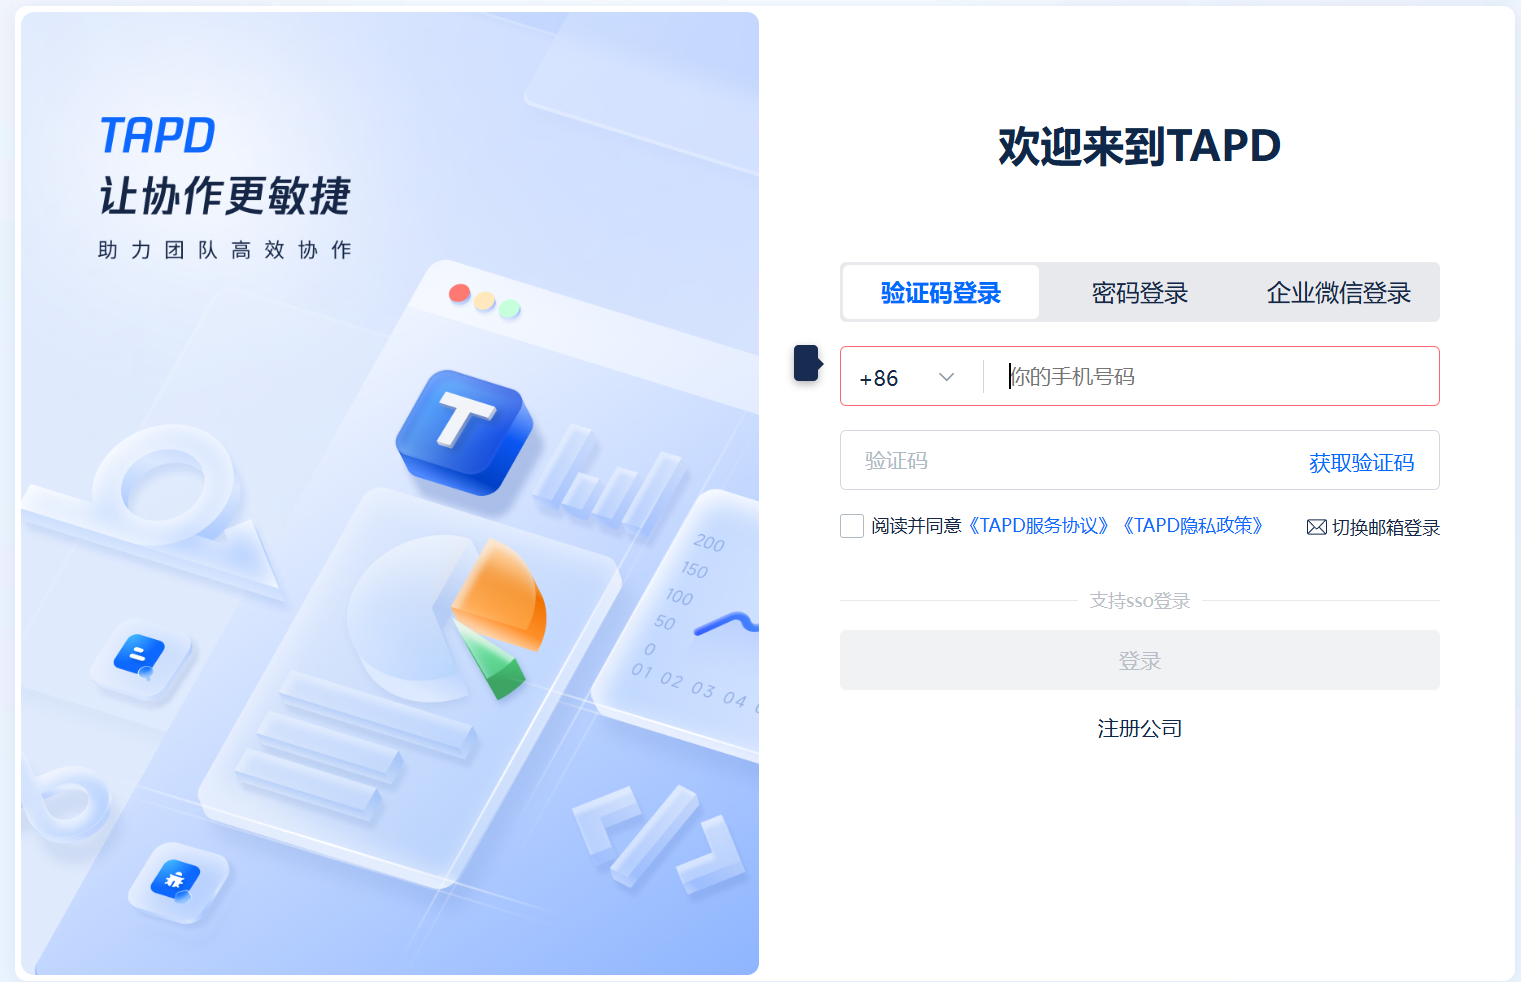 TAPD
让协作更敏捷
助力团队高效协作
T
200
150
100
50
0
01 02 03 04
欢迎来到TAPD
验证码登录 密码登录 企业微信登录
+86 你的手机号码
验证码 获取验证码
阅读并同意《TAPD服务协议》《TAPD隐私政策》 切换邮箱登录
支持sso登录
登录
注册公司